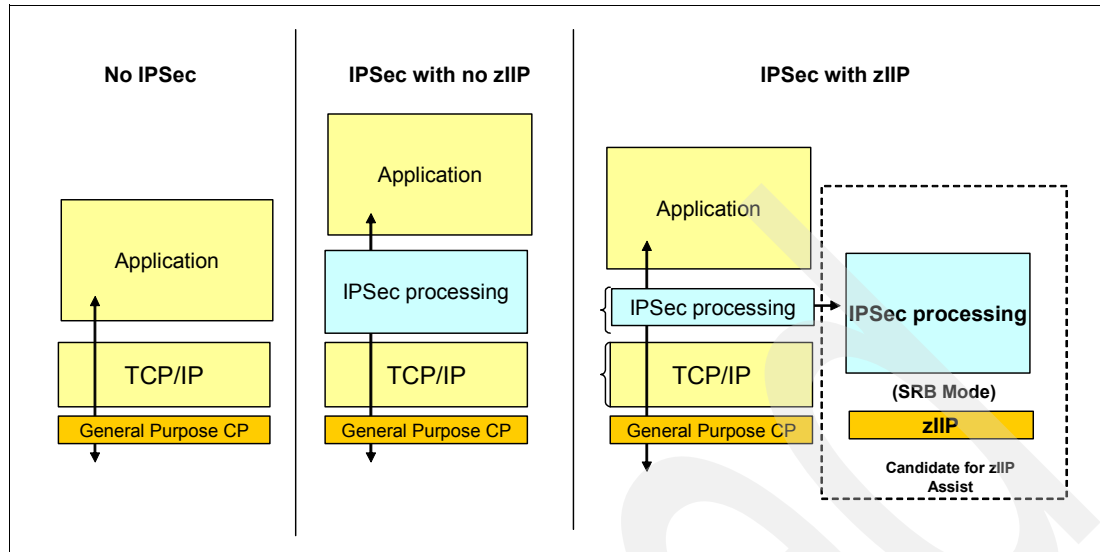 No IPSec
Application
TCP/IP
General Purpose CP
IPSec with no zIIP
Application
IPSec processing
TCP/IP
General Purpose CP
IPSec with zIIP
Application
IPSec processing
TCP/IP
General Purpose CP
IPSec processing
(SRB Mode)
zIIP
Candidate for zIIP
Assist